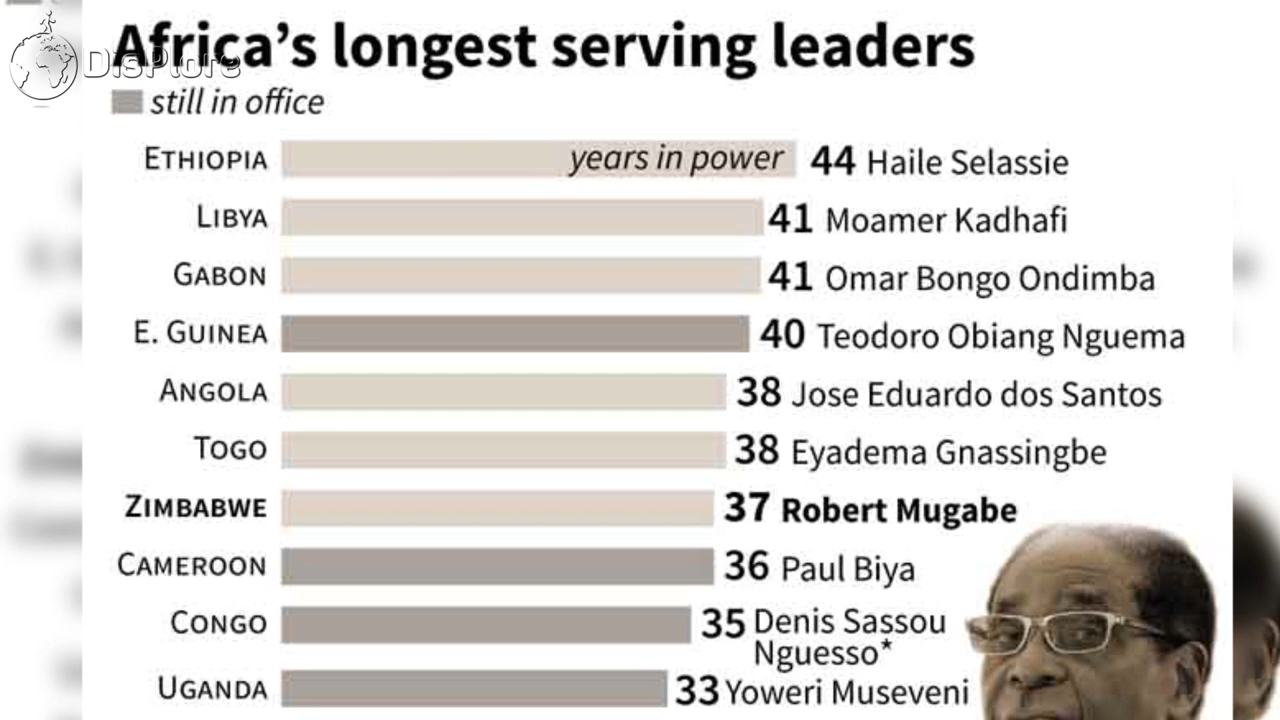 DisPlore
Africa's longest serving leaders
still in office
ETHIOPIA years in power 44 Haile Selassie
LIBYA 41 Moamer Kadhafi
GABON 41 Omar Bongo Ondimba
E. GUINEA 40 Teodoro Obiang Nguema
ANGOLA 38 Jose Eduardo dos Santos
TOGO 38 Eyadema Gnassingbe
ZIMBABWE 37 Robert Mugabe
CAMEROON 36 Paul Biya
CONGO 35 Denis Sassou
Nguesso*
UGANDA 33 Yoweri Museveni